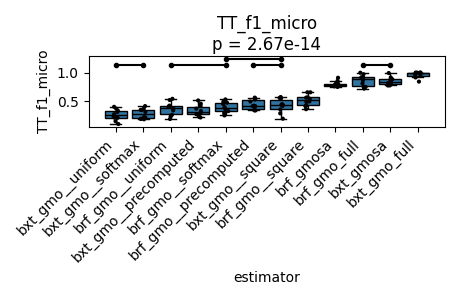 TT_f1_micro
p = 2.67e-14
TT_f1_micro
1.0
0.5
bxt_gmo__uniform
bxt_gmo__softmax
brf_gmo__uniform
bxt_gmo__precomputed
brf_gmo__softmax
brf_gmo__precomputed
bxt_gmo__square
brf_gmo__square
brf_gmosa
brf_gmo_full
bxt_gmosa
bxt_gmo_full
estimator